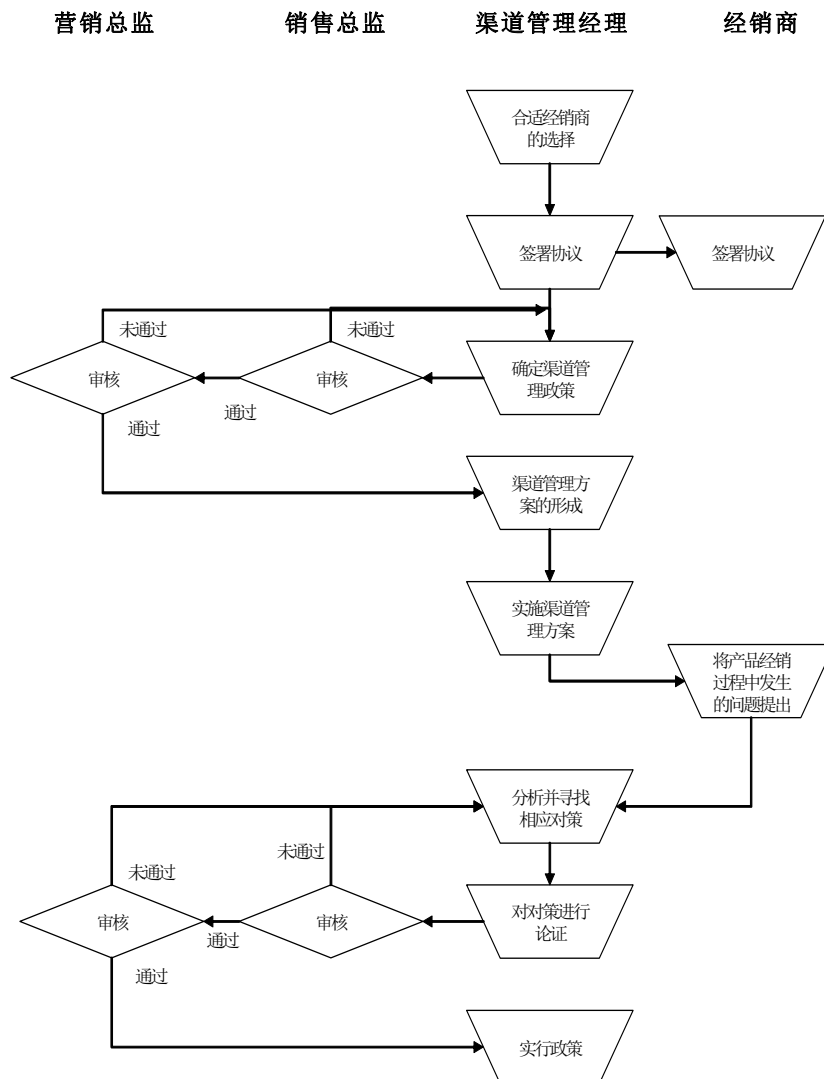 营销总监 销售总监 渠道管理经理 经销商
合适经销商
的选择
签署协议
签署协议
未通过
未通过
审核
审核
确定渠道管
理政策
通过
通过
渠道管理方
案的形成
实施渠道管
理方案
将产品经销
过程中发生
的问题提出
分析并寻找
相应对策
未通过
未通过
审核
审核
对对策进行
论证
通过
通过
实行政策